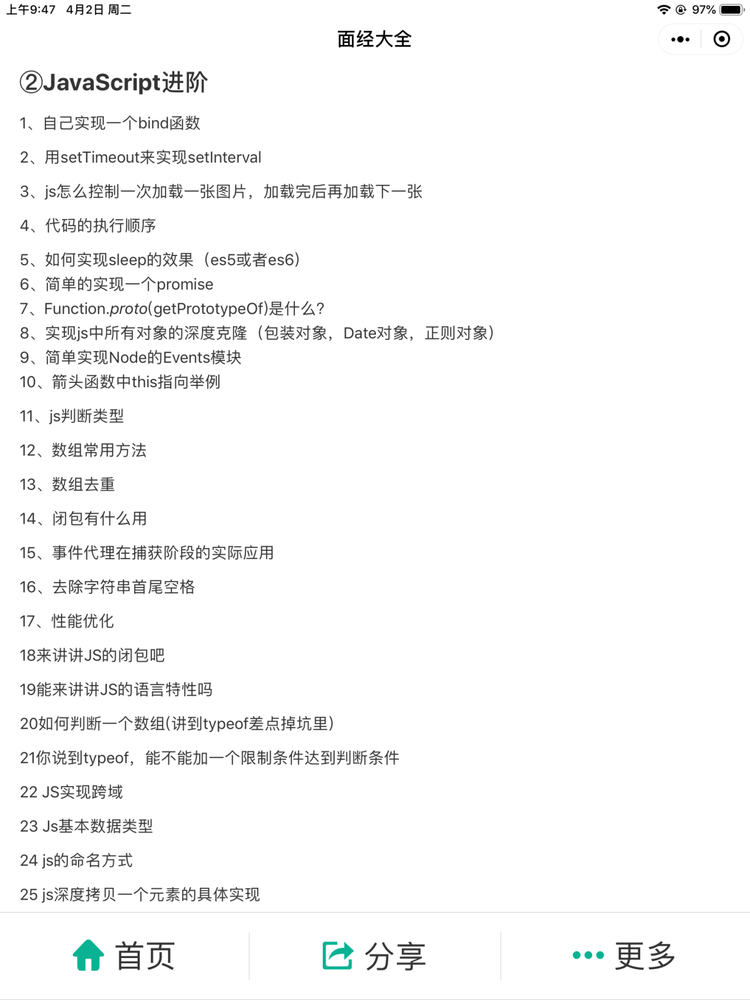 上午9:47 4月2日 周二
97%
面经大全
②JavaScript进阶
1、自己实现一个bind函数
2、用setTimeout来实现setInterval
3、js怎么控制一次加载一张图片，加载完后再加载下一张
4、代码的执行顺序
5、如何实现sleep的效果（es5或者es6）
6、简单的实现一个promise
7、Function.proto(getPrototypeOf)是什么?
8、实现js中所有对象的深度克隆（包装对象，Date对象，正则对象）
9、简单实现Node的Events模块
10、箭头函数中this指向举例
11、js判断类型
12、数组常用方法
13、数组去重
14、闭包有什么用
15、事件代理在捕获阶段的实际应用
16、去除字符串首尾空格
17、性能优化
18来讲讲JS的闭包吧
19能来讲讲JS的语言特性吗
20如何判断一个数组(讲到typeof差点掉坑里）
21你说到typeof，能不能加一个限制条件达到判断条件
22 JS实现跨域
23 Js基本数据类型
24 js的命名方式
25 js深度拷贝一个元素的具体实现
首页 分享 更多